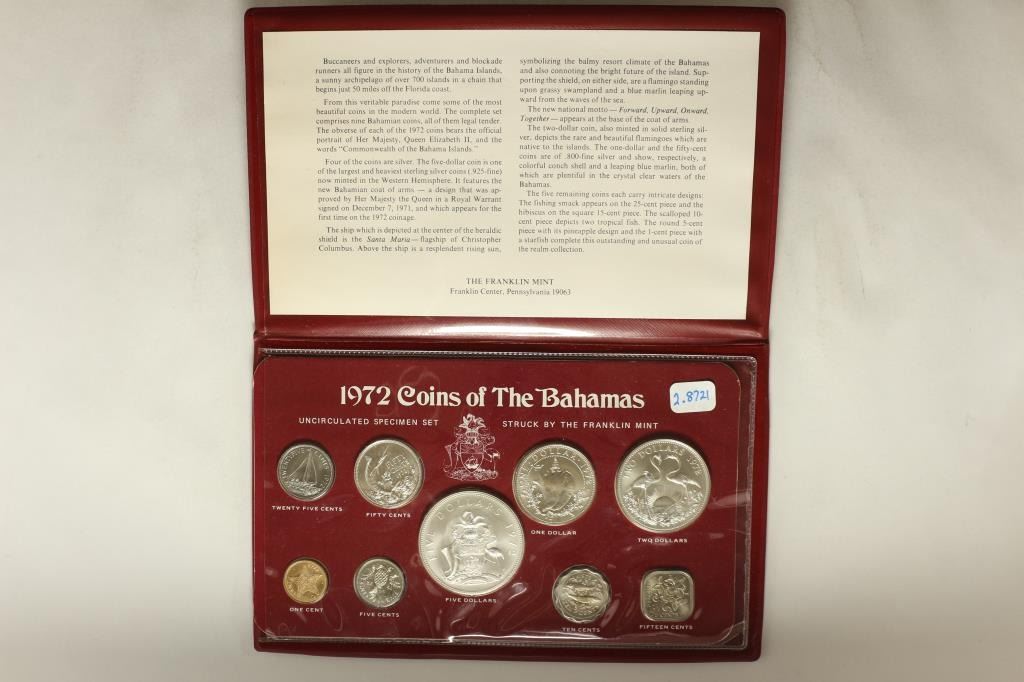 Buccaneers and explorers, adventurers and blockade
runners all figure in the history of the Bahama Islands,
a sunny archipelago of over 700 islands in a chain that
begins just 50 miles off the Florida coast.
From this veritable paradise come some of the most
beautiful coins in the modern world. The complete set
comprises nine Bahamian coins, all of them legal tender.
The obverse of each of the 1972 coins bears the official
portrait of Her Majesty, Queen Elizabeth II, and the
words "Commonwealth of the Bahama Islands."
Four of the coins are silver. The five-dollar coin is one
of the largest and heaviest sterling silver coins (.925-fine)
now minted in the Western Hemisphere. It features the
new Bahamian coat of arms — a design that was ap-
proved by Her Majesty the Queen in a Royal Warrant
signed on December 7, 1971, and which appears for the
first time on the 1972 coinage.
The ship which is depicted at the center of the heraldic
shield is the Santa Maria — flagship of Christopher
Columbus. Above the ship is a resplendent rising sun,
symbolizing the balmy resort climate of the Bahamas
and also connoting the bright future of the island. Sup-
porting the shield, on either side, are a flamingo standing
upon grassy swampland and a blue marlin leaping up-
ward from the waves of the sea.
The new national motto — Forward, Upward, Onward,
Together — appears at the base of the coat of arms.
The two-dollar coin, also minted in solid sterling sil-
ver, depicts the rare and beautiful flamingoes which are
native to the islands. The one-dollar and the fifty-cent
coins are of .800-fine silver and show, respectively, a
colorful conch shell and a leaping blue marlin, both of
which are plentiful in the crystal clear waters of the
Bahamas.
The five remaining coins each carry intricate designs:
The fishing smack appears on the 25-cent piece and the
hibiscus on the square 15-cent piece. The scalloped 10-
cent piece depicts two tropical fish. The round 5-cent
piece with its pineapple design and the 1-cent piece with
a starfish complete this outstanding and unusual coin of
the realm collection.
THE FRANKLIN MINT
Franklin Center, Pennsylvania 19063
1972 Coins of The Bahamas
2.8721
UNCIRCULATED SPECIMEN SET
STRUCK BY THE FRANKLIN MINT
TWENTY FIVE CENTS
FIFTY CENTS
ONE DOLLAR 1972
ONE DOLLAR
TWO DOLLARS 1972
TWO DOLLARS
FIVE DOLLARS 1972
FIVE DOLLARS
ONE CENT
FIVE CENTS
TEN CENTS
FIFTEEN CENTS